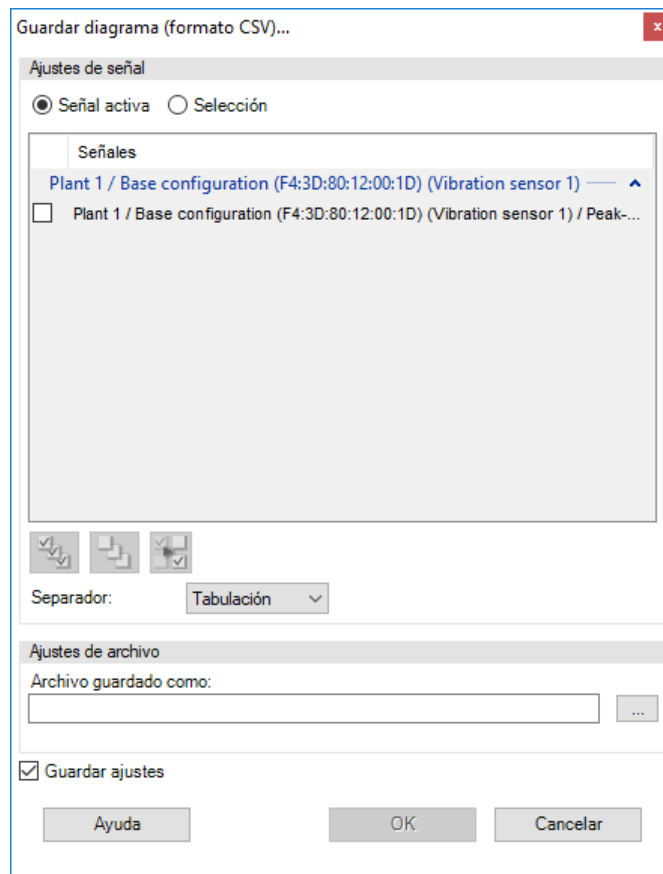 Guardar diagrama (formato CSV)...
x
Ajustes de señal
Señal activa Selección
Señales
Plant 1 / Base configuration (F4:3D:80:12:00:1D) (Vibration sensor 1)
Plant 1 / Base configuration (F4:3D:80:12:00:1D) (Vibration sensor 1) / Peak-...
Separador: Tabulación
Ajustes de archivo
Archivo guardado como:
...
Guardar ajustes
Ayuda OK Cancelar